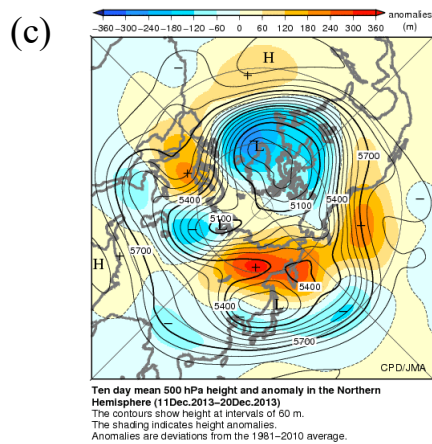 (c)
anomalies
−360 −300 −240 −180 −120 −60 0 60 120 180 240 300 360 (m)
H
L
5700
5400
5400
5100
5100
L
5700
H
5400
5400
L
5700
CPD/JMA
Ten day mean 500 hPa height and anomaly in the Northern
Hemisphere (11Dec.2013–20Dec.2013)
The contours show height at intervals of 60 m.
The shading indicates height anomalies.
Anomalies are deviations from the 1981–2010 average.